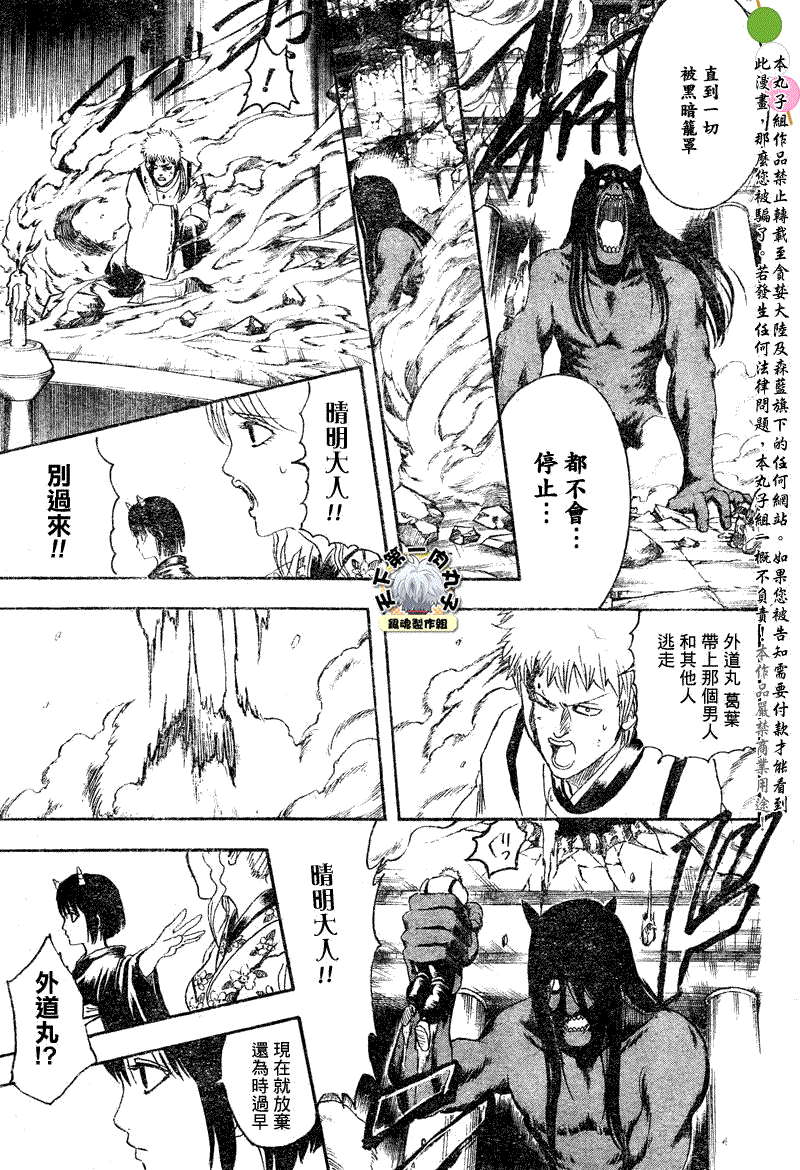 本丸子組作品禁止轉載至貪婪大陸及森藍旗下的任何網站。如果您被告知需要付款才能看到
此漫畫，那麼您被騙了。若發生任何法律問題，本丸子組一概不負責！本作品嚴禁商業用途！
直到一切
被黑暗籠罩
都不會…
停止…
！
晴明大人!!
別過來!!
天下第一肉丸子
銀魂製作組
外道丸 葛葉
帶上那個男人
和其他人
逃走
晴明大人!!
外道丸!?
現在就放棄
還為時過早